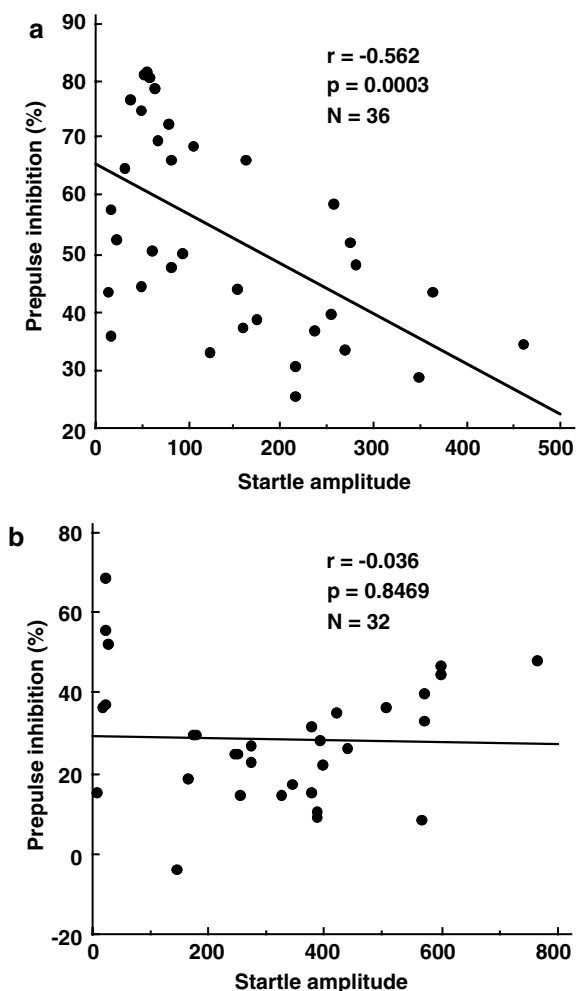 a
90
80
70
60
50
40
30
20
Prepulse inhibition (%)
r = -0.562
p = 0.0003
N = 36
0 100 200 300 400 500
Startle amplitude
b
80
60
40
20
0
-20
Prepulse inhibition (%)
r = -0.036
p = 0.8469
N = 32
0 200 400 600 800
Startle amplitude